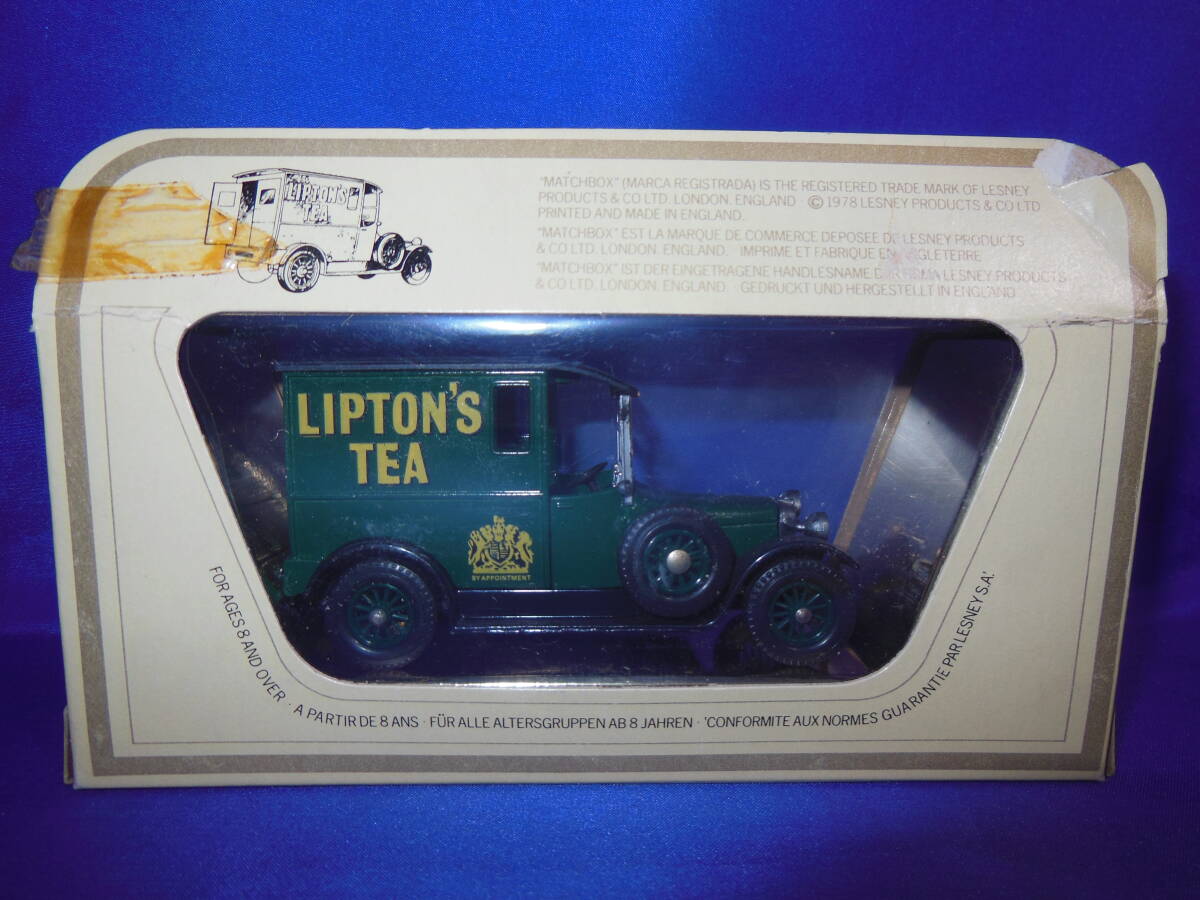 LIPTON'S
TEA
"MATCHBOX" (MARCA REGISTRADA) IS THE REGISTERED TRADE MARK OF LESNEY
PRODUCTS & CO LTD. LONDON. ENGLAND © 1978 LESNEY PRODUCTS & CO LTD
PRINTED AND MADE IN ENGLAND.
"MATCHBOX" EST LA MARQUE DE COMMERCE DEPOSEE DE LESNEY PRODUCTS
& CO LTD. LONDON. ENGLAND. IMPRIME ET FABRIQUE EN ANGLETERRE
"MATCHBOX" IST DER EINGETRAGENE HANDLESNAME DER FIRMA LESNEY PRODUCTS
& CO LTD. LONDON. ENGLAND. GEDRUCKT UND HERGESTELLT IN ENGLAND
LIPTON'S
TEA
BY APPOINTMENT
FOR AGES 8 AND OVER · A PARTIR DE 8 ANS · FÜR ALLE ALTERSGRUPPEN AB 8 JAHREN · 'CONFORMITE AUX NORMES GUARANTIE PAR LESNEY S.A.'